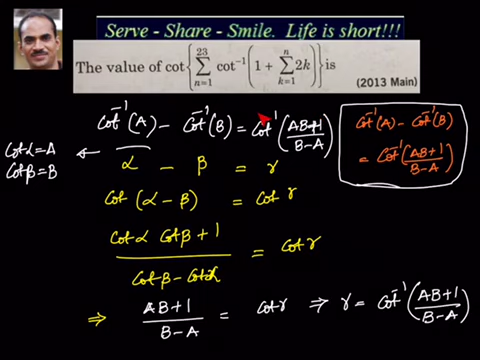 Serve - Share - Smile. Life is short!!!
The value of cot{∑_{n=1}^{23} cot⁻¹(1 + ∑_{k=1}^{n} 2k)} is
(2013 Main)
Cot⁻¹(A) - Cot⁻¹(B) = Cot⁻¹((AB+1)/(B-A))
Cot⁻¹(A) - Cot⁻¹(B)
= Cot⁻¹((AB+1)/(B-A))
Cotα = A ←
Cotβ = B
α - β = γ
Cot (α - β) = Cot γ
(Cotα Cotβ + 1)/(Cotβ - Cotα) = Cotγ
⇒ (AB+1)/(B-A) = Cotγ ⇒ γ = Cot⁻¹((AB+1)/(B-A))